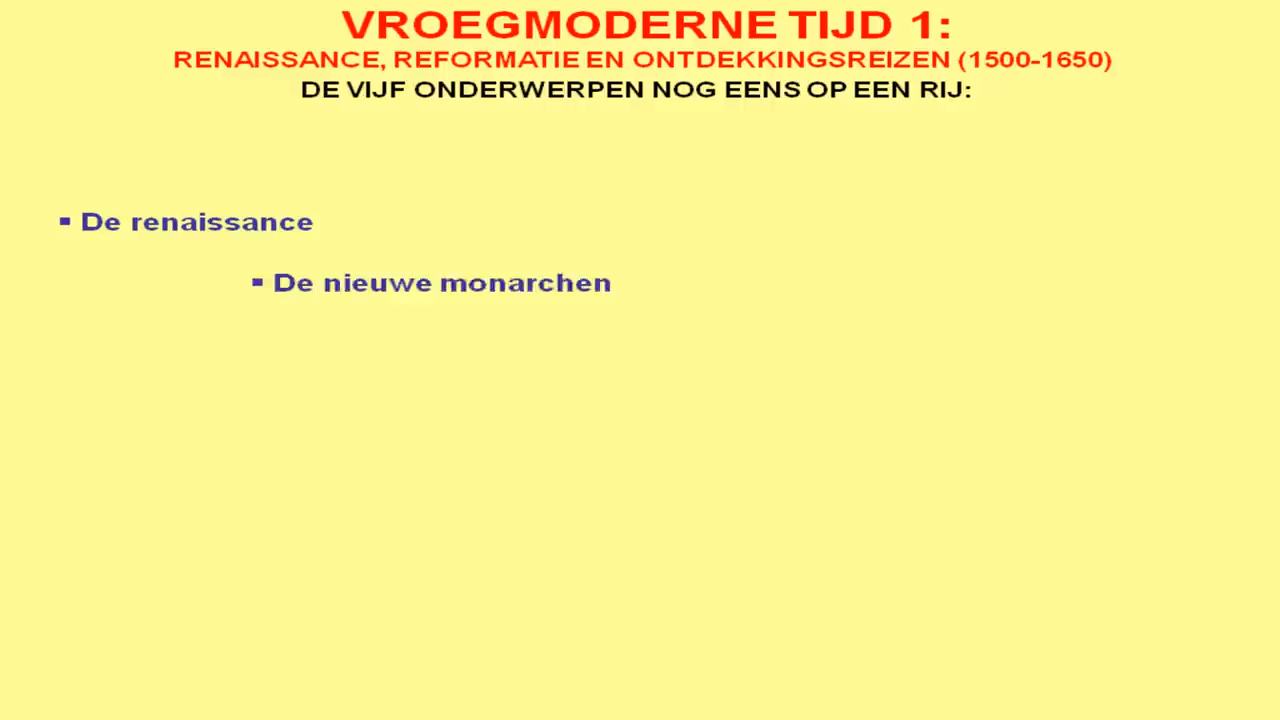 VROEGMODERNE TIJD 1:
RENAISSANCE, REFORMATIE EN ONTDEKKINGSREIZEN (1500-1650)
DE VIJF ONDERWERPEN NOG EENS OP EEN RIJ:
▪ De renaissance
▪ De nieuwe monarchen